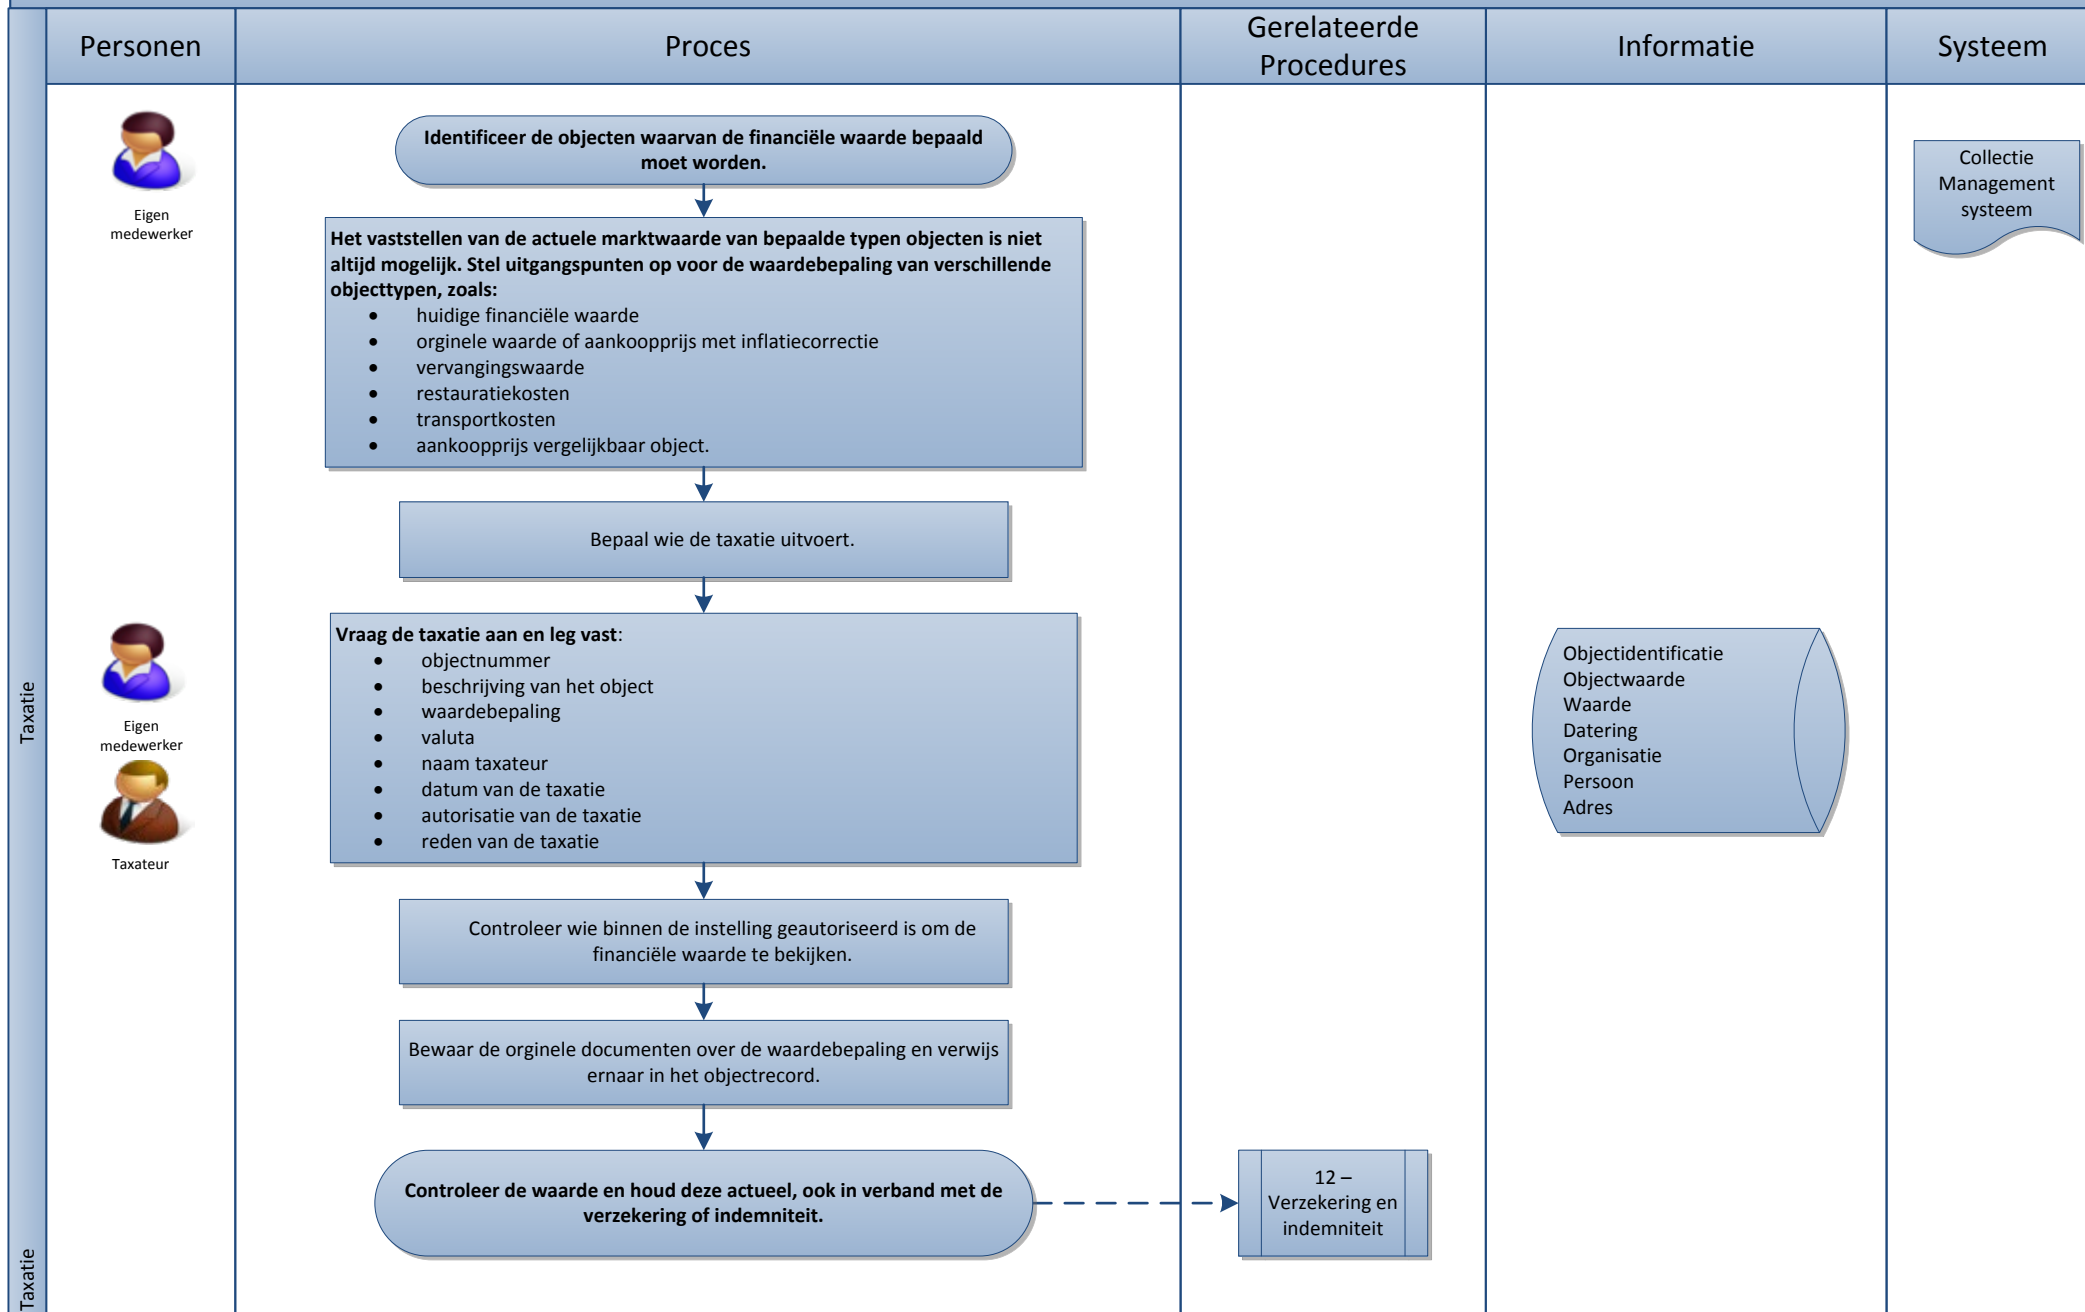 Personen
Proces
Gerelateerde
Procedures
Informatie
Systeem
Taxatie
Eigen
medewerker
Identificeer de objecten waarvan de financiële waarde bepaald
moet worden.
Collectie
Management
systeem
Het vaststellen van de actuele marktwaarde van bepaalde typen objecten is niet
altijd mogelijk. Stel uitgangspunten op voor de waardebepaling van verschillende
objecttypen, zoals:
• huidige financiële waarde
• orginele waarde of aankoopprijs met inflatiecorrectie
• vervangingswaarde
• restauratiekosten
• transportkosten
• aankoopprijs vergelijkbaar object.
Bepaal wie de taxatie uitvoert.
Eigen
medewerker
Taxateur
Vraag de taxatie aan en leg vast:
• objectnummer
• beschrijving van het object
• waardebepaling
• valuta
• naam taxateur
• datum van de taxatie
• autorisatie van de taxatie
• reden van de taxatie
Objectidentificatie
Objectwaarde
Waarde
Datering
Organisatie
Persoon
Adres
Controleer wie binnen de instelling geautoriseerd is om de
financiële waarde te bekijken.
Bewaar de orginele documenten over de waardebepaling en verwijs
ernaar in het objectrecord.
Controleer de waarde en houd deze actueel, ook in verband met de
verzekering of indemniteit.
12 –
Verzekering en
indemniteit
Taxatie